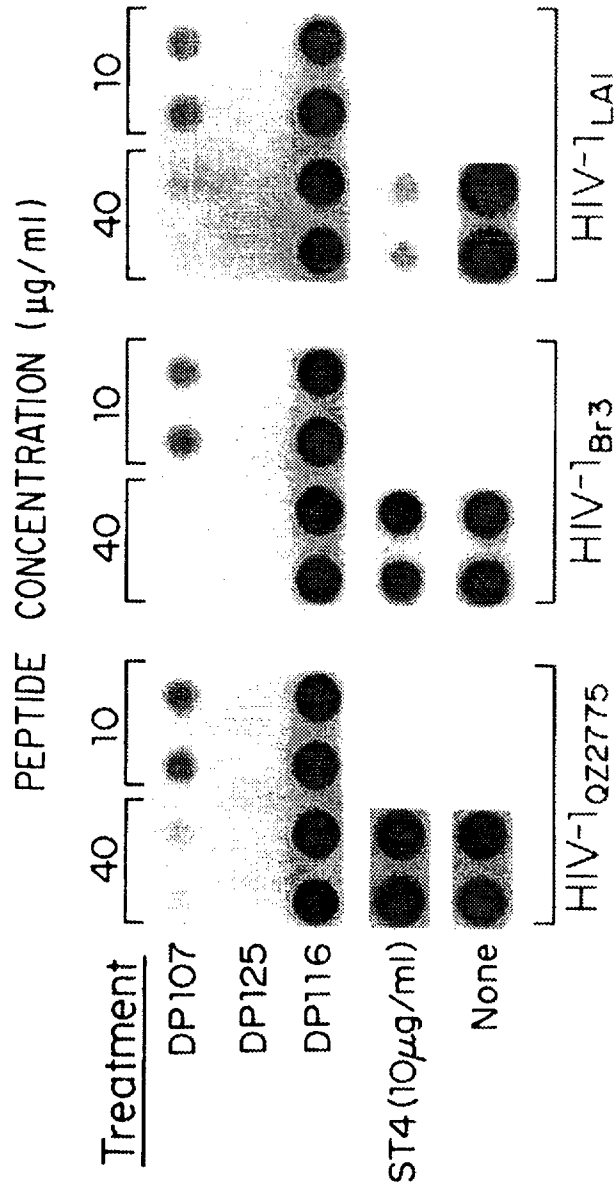 PEPTIDE CONCENTRATION (µg/ml)
Treatment
40 10 40 10 40 10
DP107
DP125
DP116
ST4 (10µg/ml)
None
HIV-1QZ2775 HIV-1Br3 HIV-1LAI